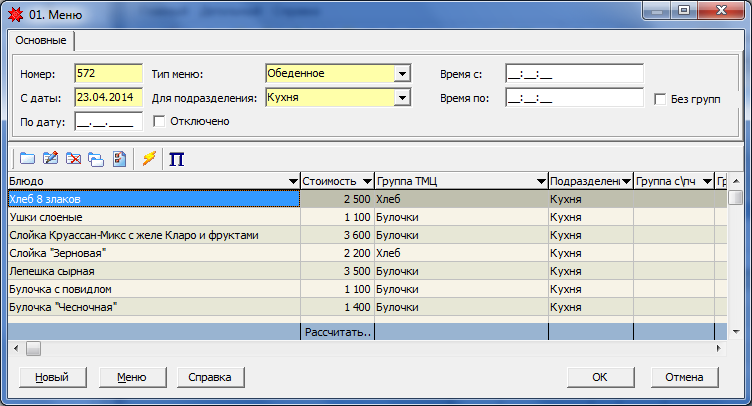 01. Меню
Основные
Номер: 572 Тип меню: Обеденное Время с: __:__:__
С даты: 23.04.2014 Для подразделения: Кухня Время по: __:__:__ Без групп
По дату: __.__.____ Отключено
Блюдо Стоимость Группа ТМЦ Подразделени Группа с\пч Гр
Хлеб 8 злаков 2 500 Хлеб Кухня
Ушки слоеные 1 100 Булочки Кухня
Слойка Круассан-Микс с желе Кларо и фруктами 3 600 Булочки Кухня
Слойка "Зерновая" 2 200 Хлеб Кухня
Лепешка сырная 3 500 Булочки Кухня
Булочка с повидлом 1 100 Булочки Кухня
Булочка "Чесночная" 1 400 Булочки Кухня
Рассчитать..
Новый Меню Справка ОК Отмена